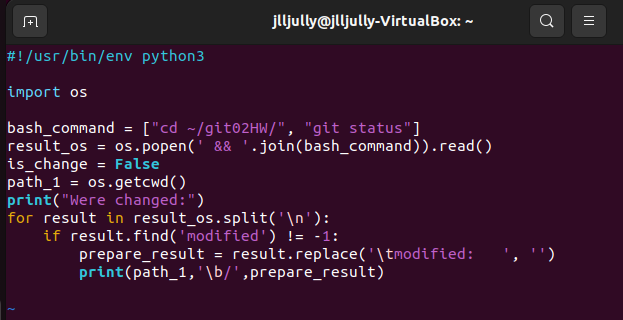 jlljully@jlljully-VirtualBox: ~
#!/usr/bin/env python3
import os
bash_command = ["cd ~/git02HW/", "git status"]
result_os = os.popen(' && '.join(bash_command)).read()
is_change = False
path_1 = os.getcwd()
print("Were changed:")
for result in result_os.split('\n'):
    if result.find('modified') != -1:
        prepare_result = result.replace('\tmodified:   ', '')
        print(path_1,'\b/',prepare_result)
~